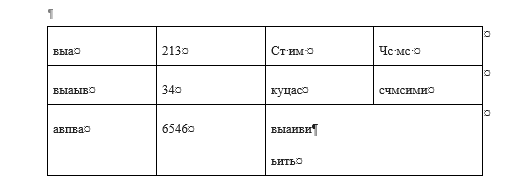 выа 213 Ст им Чс мс
выаыв 34 куцас счмсими
авпва 6546 выаиви
ьить